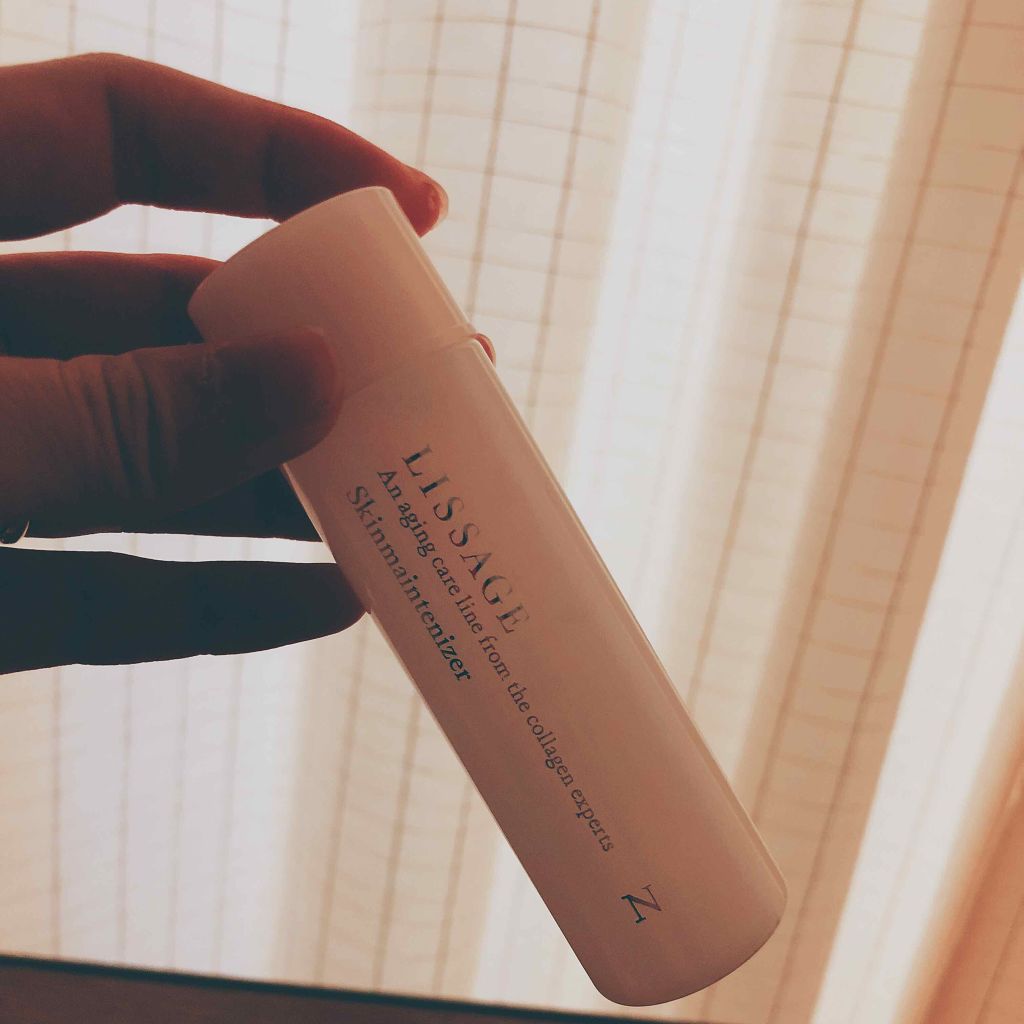 LISSAGE
An aging care line from the collagen experts
Skinmaintenizer
N